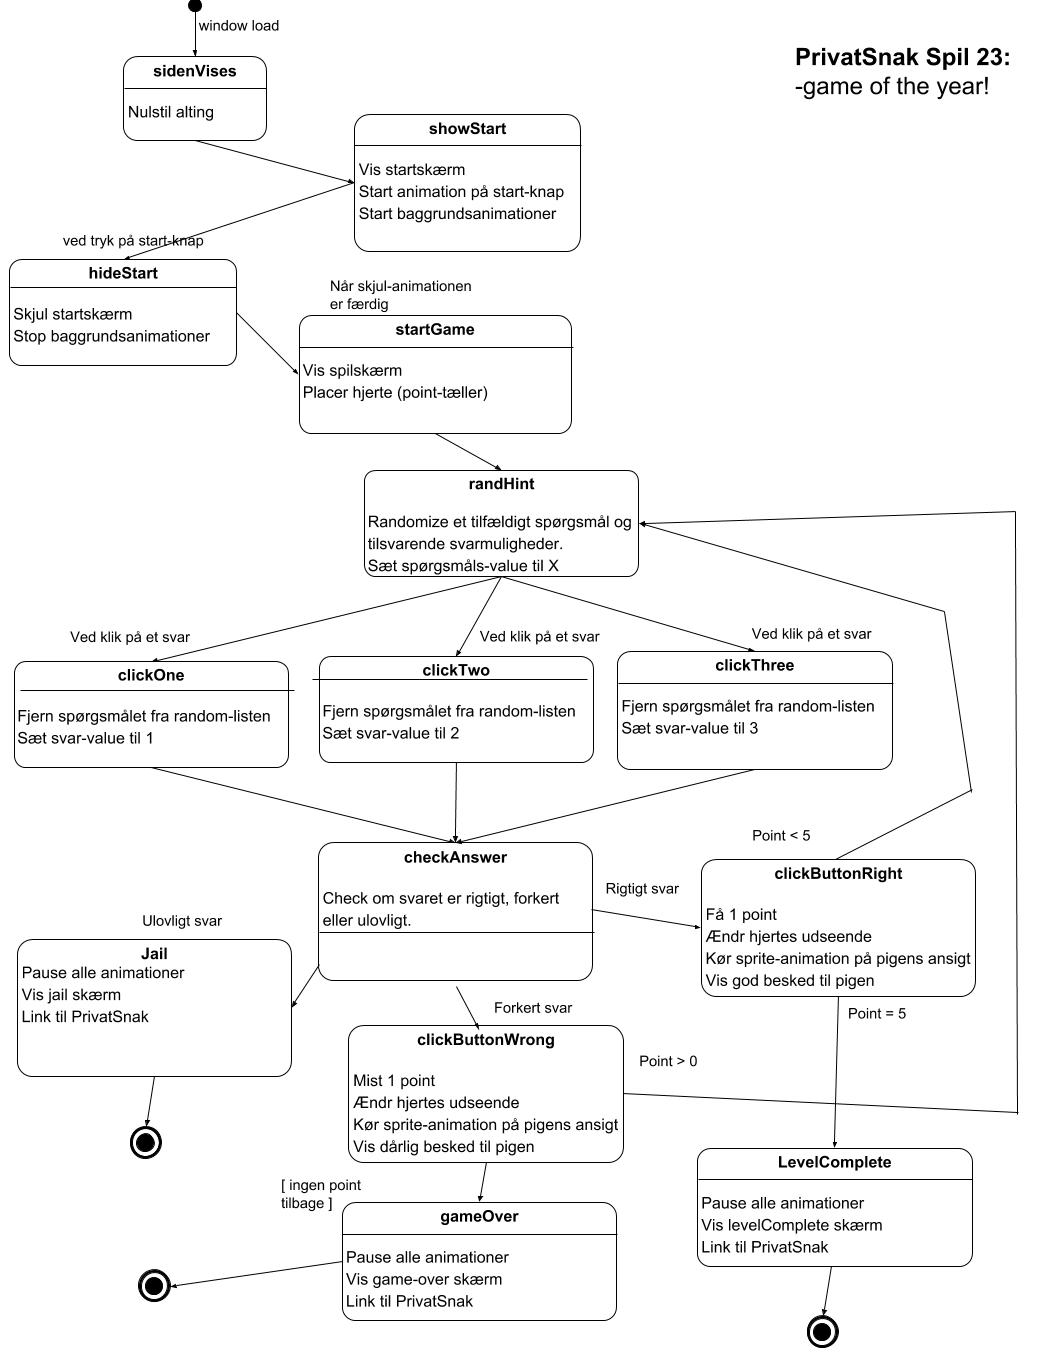 window load
PrivatSnak Spil 23:
-game of the year!
sidenVises
Nulstil alting
showStart
Vis startskærm
Start animation på start-knap
Start baggrundsanimationer
ved tryk på start-knap
hideStart
Skjul startskærm
Stop baggrundsanimationer
Når skjul-animationen
er færdig
startGame
Vis spilskærm
Placer hjerte (point-tæller)
randHint
Randomize et tilfældigt spørgsmål og
tilsvarende svarmuligheder.
Sæt spørgsmåls-value til X
Ved klik på et svar
clickOne
Fjern spørgsmålet fra random-listen
Sæt svar-value til 1
Ved klik på et svar
clickTwo
Fjern spørgsmålet fra random-listen
Sæt svar-value til 2
Ved klik på et svar
clickThree
Fjern spørgsmålet fra random-listen
Sæt svar-value til 3
checkAnswer
Check om svaret er rigtigt, forkert
eller ulovligt.
Rigtigt svar
Point < 5
clickButtonRight
Få 1 point
Ændr hjertes udseende
Kør sprite-animation på pigens ansigt
Vis god besked til pigen
Ulovligt svar
Jail
Pause alle animationer
Vis jail skærm
Link til PrivatSnak
Forkert svar
clickButtonWrong
Mist 1 point
Ændr hjertes udseende
Kør sprite-animation på pigens ansigt
Vis dårlig besked til pigen
Point > 0
Point = 5
[ ingen point
tilbage ]
gameOver
Pause alle animationer
Vis game-over skærm
Link til PrivatSnak
LevelComplete
Pause alle animationer
Vis levelComplete skærm
Link til PrivatSnak